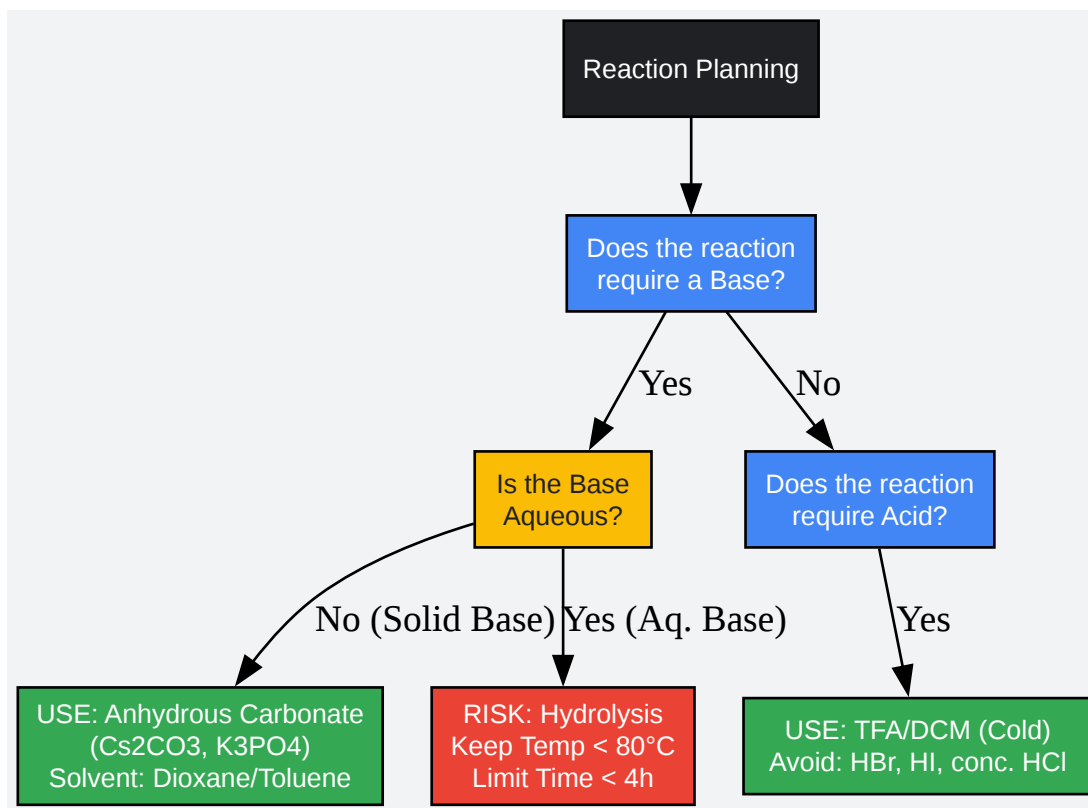 Reaction Planning
Does the reaction
require a Base?
Yes
No
Is the Base
Aqueous?
Does the reaction
require Acid?
No (Solid Base)
Yes (Aq. Base)
Yes
USE: Anhydrous Carbonate
(Cs2CO3, K3PO4)
Solvent: Dioxane/Toluene
RISK: Hydrolysis
Keep Temp < 80°C
Limit Time < 4h
USE: TFA/DCM (Cold)
Avoid: HBr, HI, conc. HCl